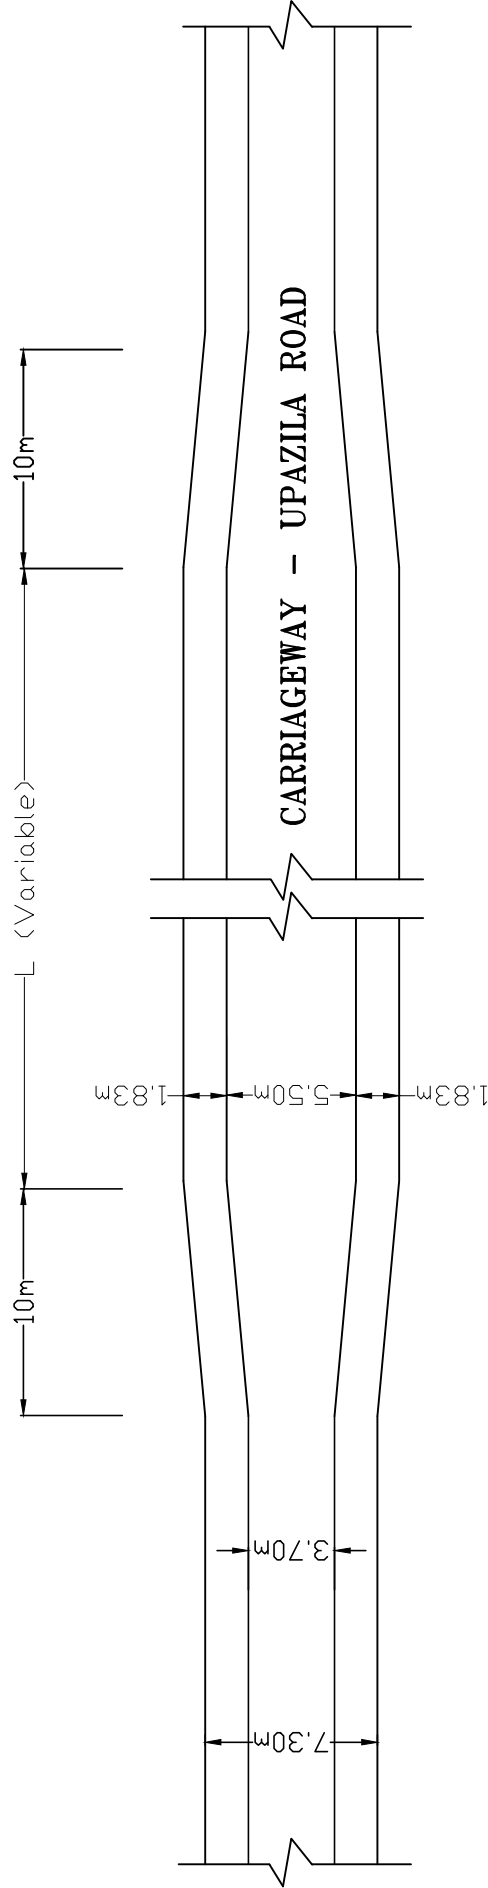 10m
L (Variable)
10m
CARRIAGEWAY - UPAZILA ROAD
1.83m
5.50m
1.83m
3.70m
7.30m